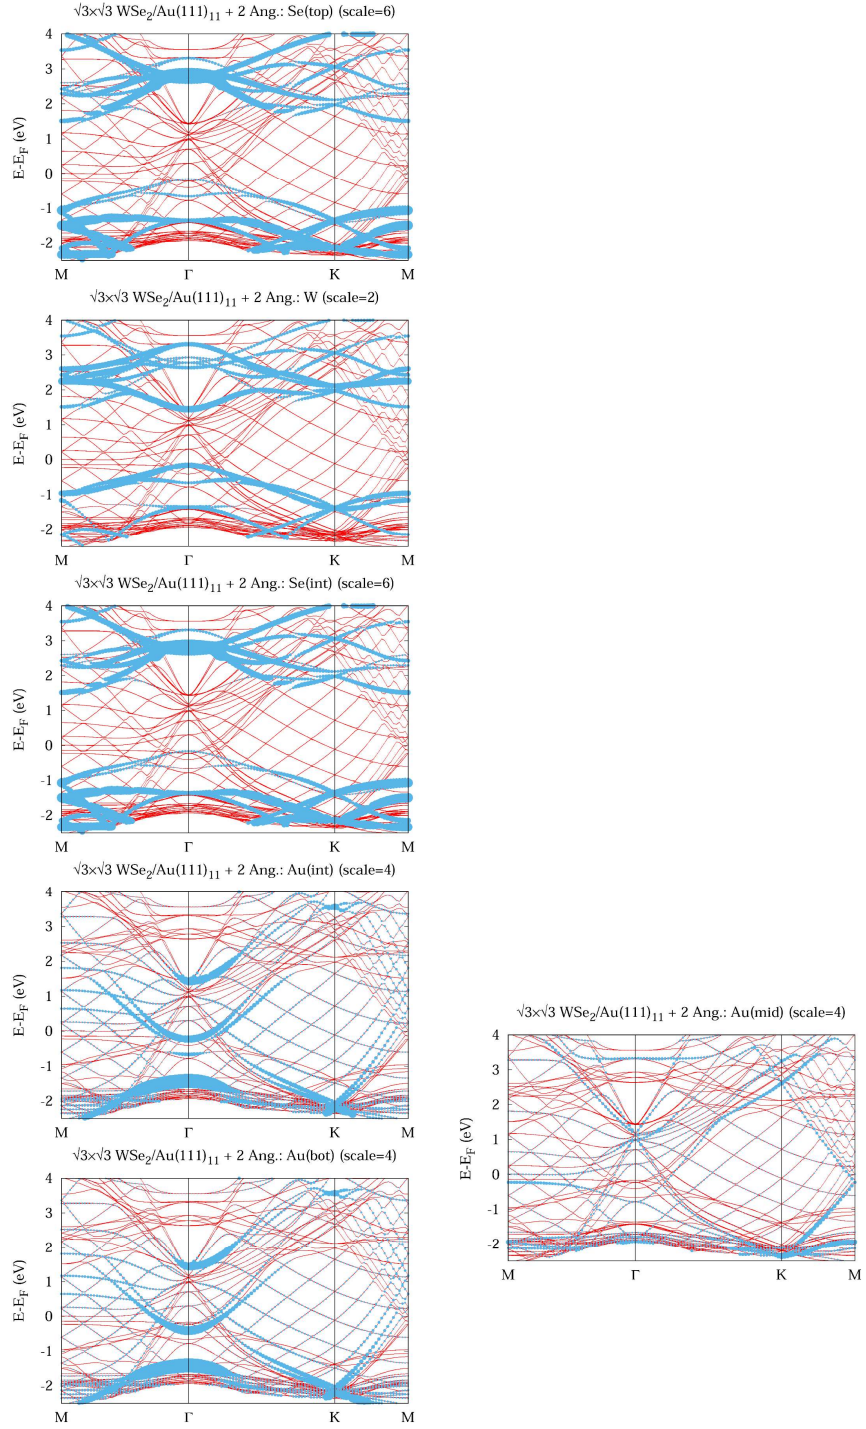 √3×√3 WSe2/Au(111)11 + 2 Ang.: Se(top) (scale=6)
4
3
2
1
0
-1
-2
E-EF (eV)
M Γ K M
√3×√3 WSe2/Au(111)11 + 2 Ang.: W (scale=2)
4
3
2
1
0
-1
-2
E-EF (eV)
M Γ K M
√3×√3 WSe2/Au(111)11 + 2 Ang.: Se(int) (scale=6)
4
3
2
1
0
-1
-2
E-EF (eV)
M Γ K M
√3×√3 WSe2/Au(111)11 + 2 Ang.: Au(int) (scale=4)
4
3
2
1
0
-1
-2
E-EF (eV)
M Γ K M
√3×√3 WSe2/Au(111)11 + 2 Ang.: Au(mid) (scale=4)
4
3
2
1
0
-1
-2
E-EF (eV)
M Γ K M
√3×√3 WSe2/Au(111)11 + 2 Ang.: Au(bot) (scale=4)
4
3
2
1
0
-1
-2
E-EF (eV)
M Γ K M